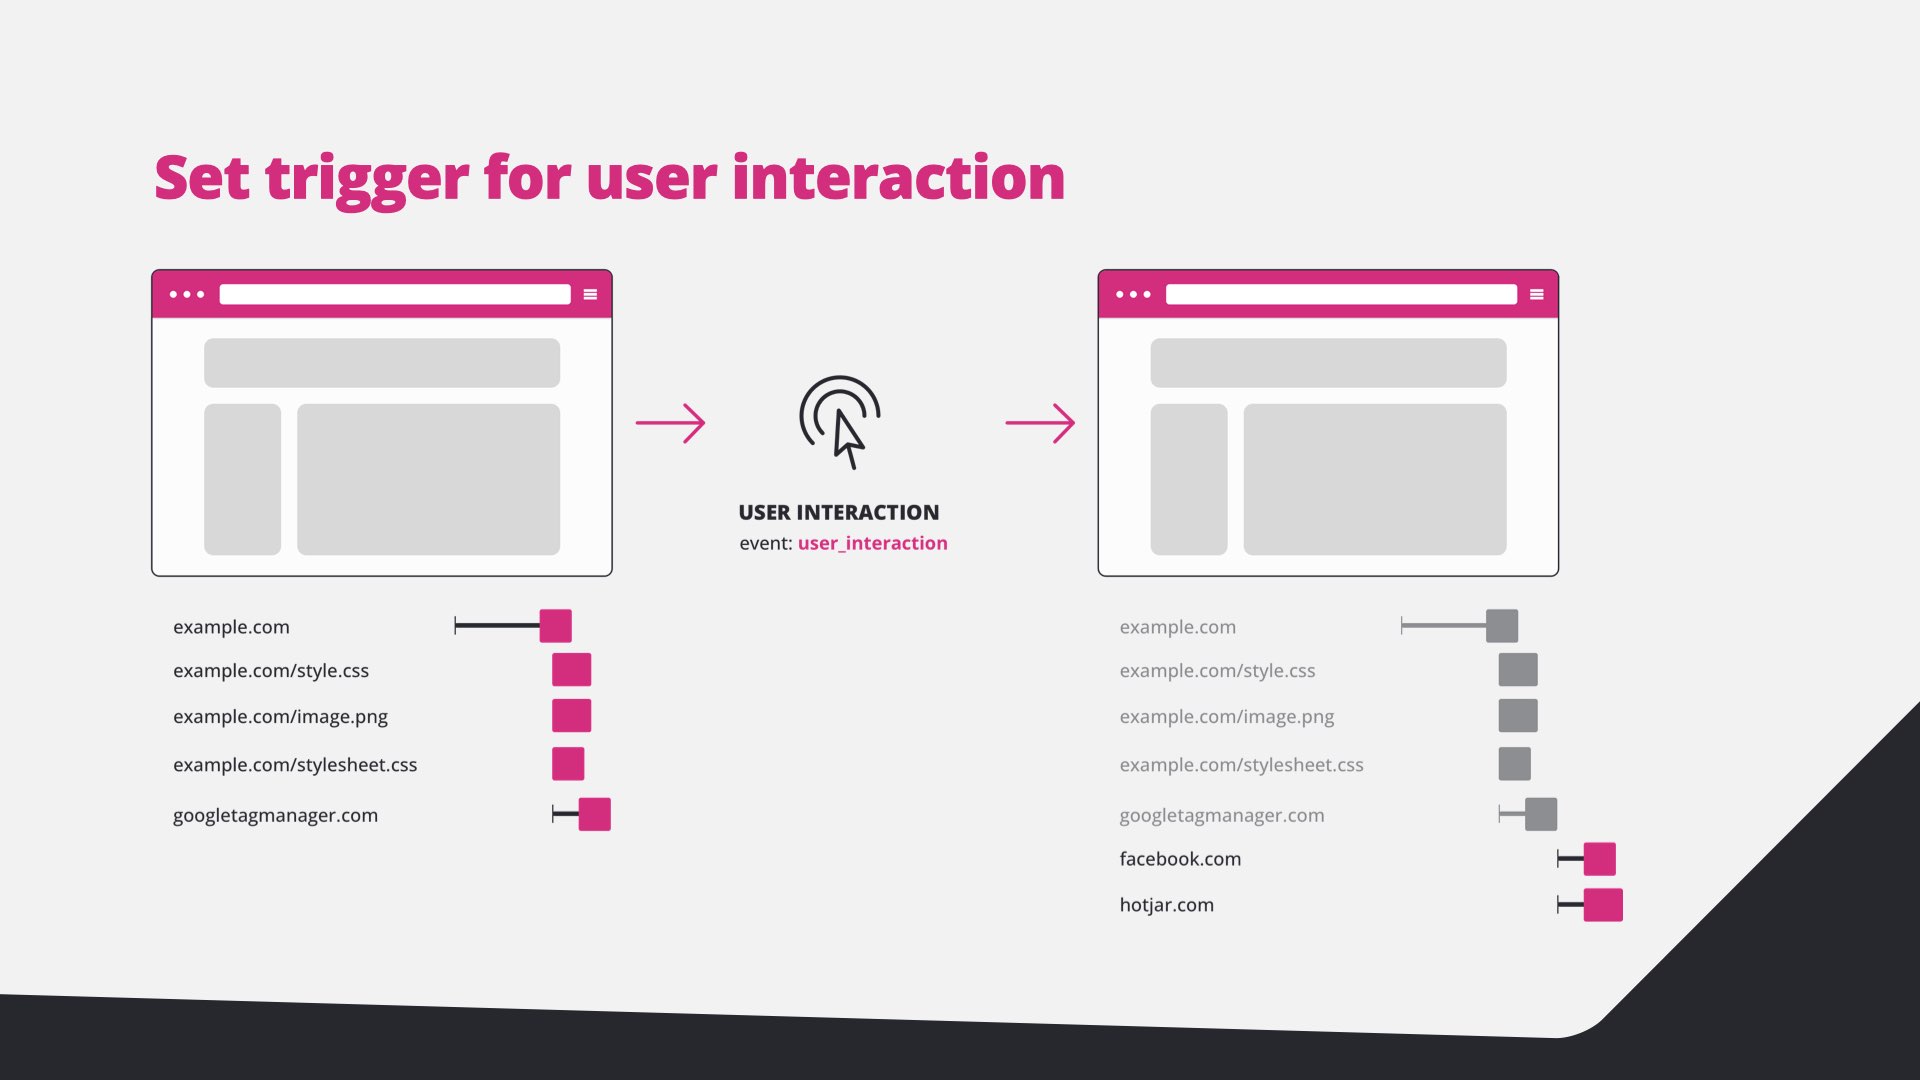 Set trigger for user interaction
example.com
example.com/style.css
example.com/image.png
example.com/stylesheet.css
googletagmanager.com
USER INTERACTION
event: user_interaction
example.com
example.com/style.css
example.com/image.png
example.com/stylesheet.css
googletagmanager.com
facebook.com
hotjar.com